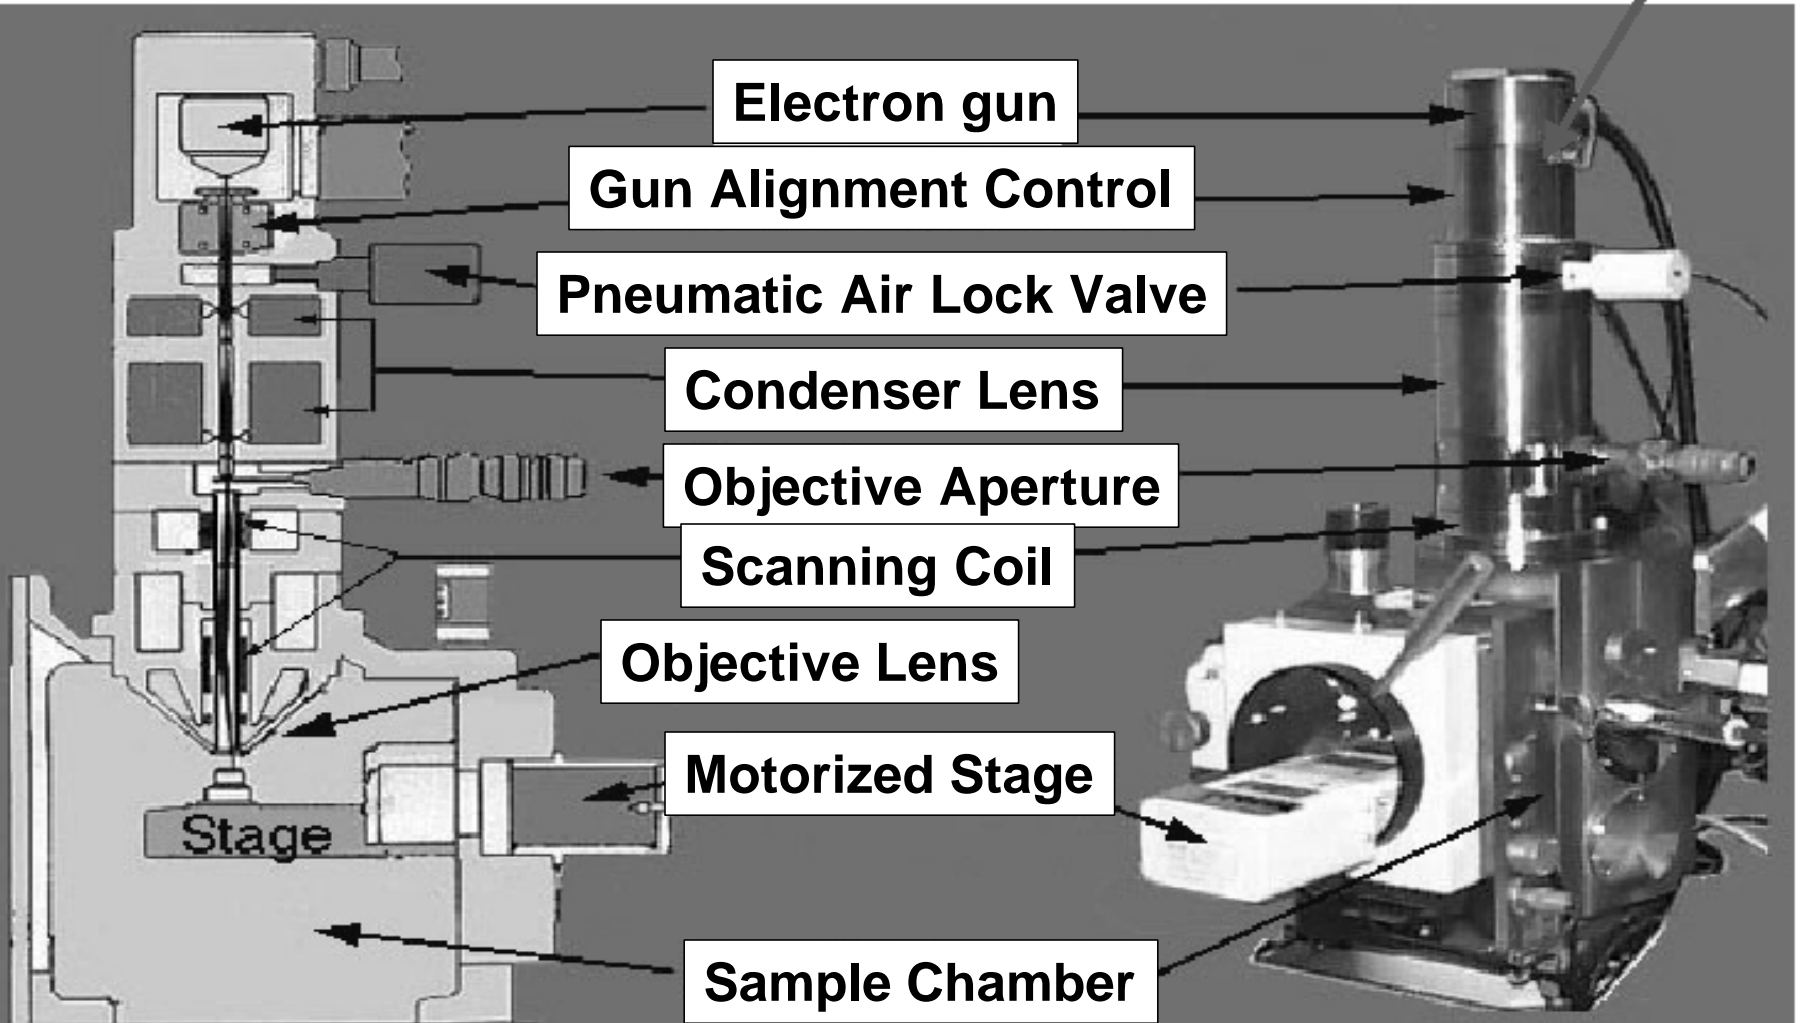 Electron gun
Gun Alignment Control
Pneumatic Air Lock Valve
Condenser Lens
Objective Aperture
Scanning Coil
Objective Lens
Motorized Stage
Stage
Sample Chamber